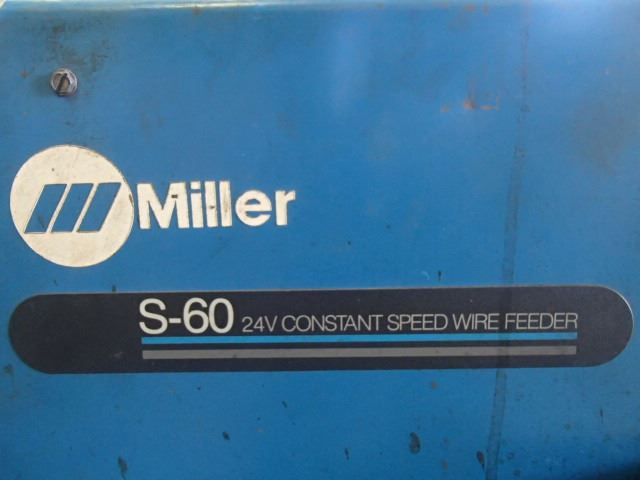 Miller
S-60 24V CONSTANT SPEED WIRE FEEDER